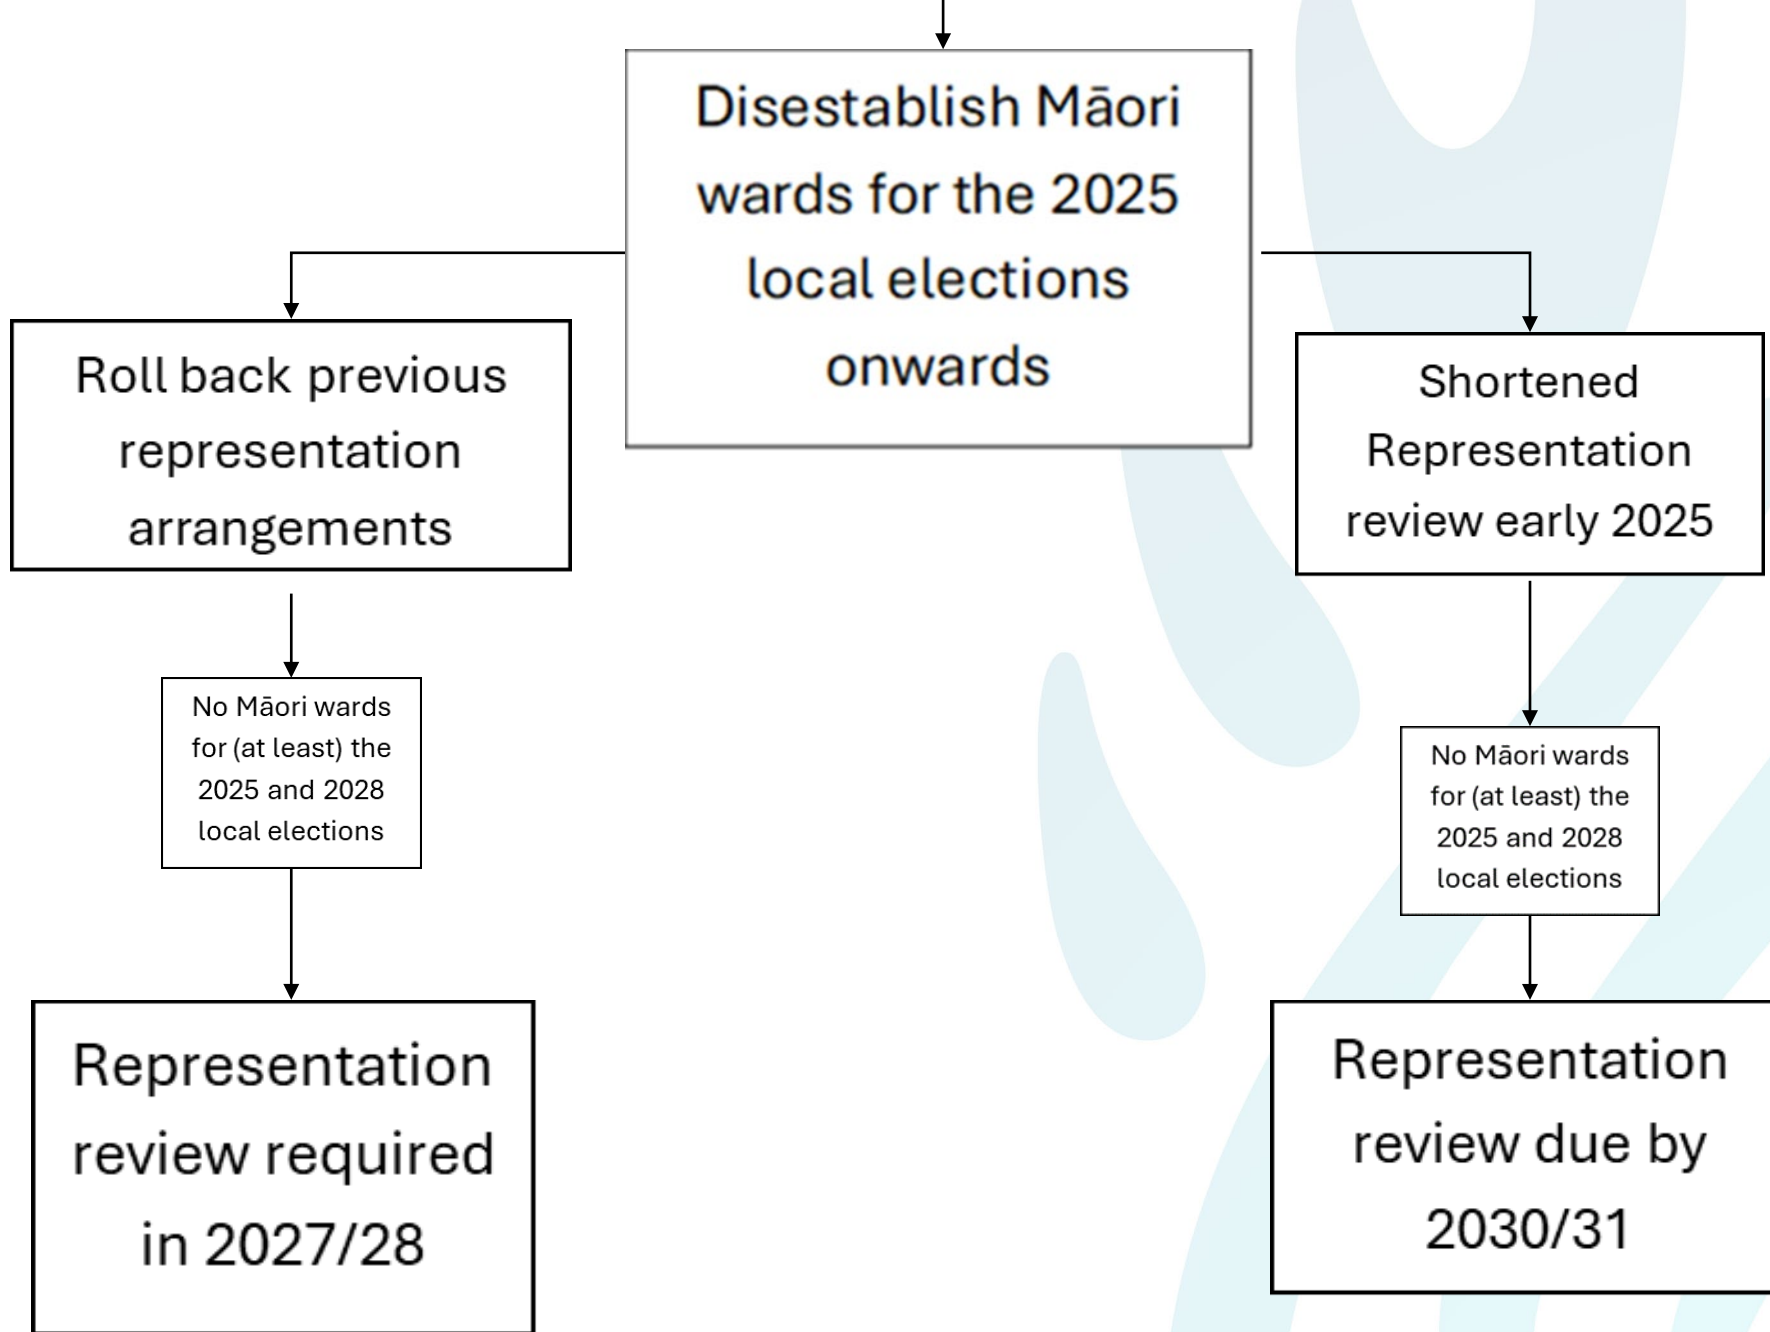 Disestablish Māori
wards for the 2025
local elections
onwards
Roll back previous
representation
arrangements
Shortened
Representation
review early 2025
No Māori wards
for (at least) the
2025 and 2028
local elections
No Māori wards
for (at least) the
2025 and 2028
local elections
Representation
review required
in 2027/28
Representation
review due by
2030/31